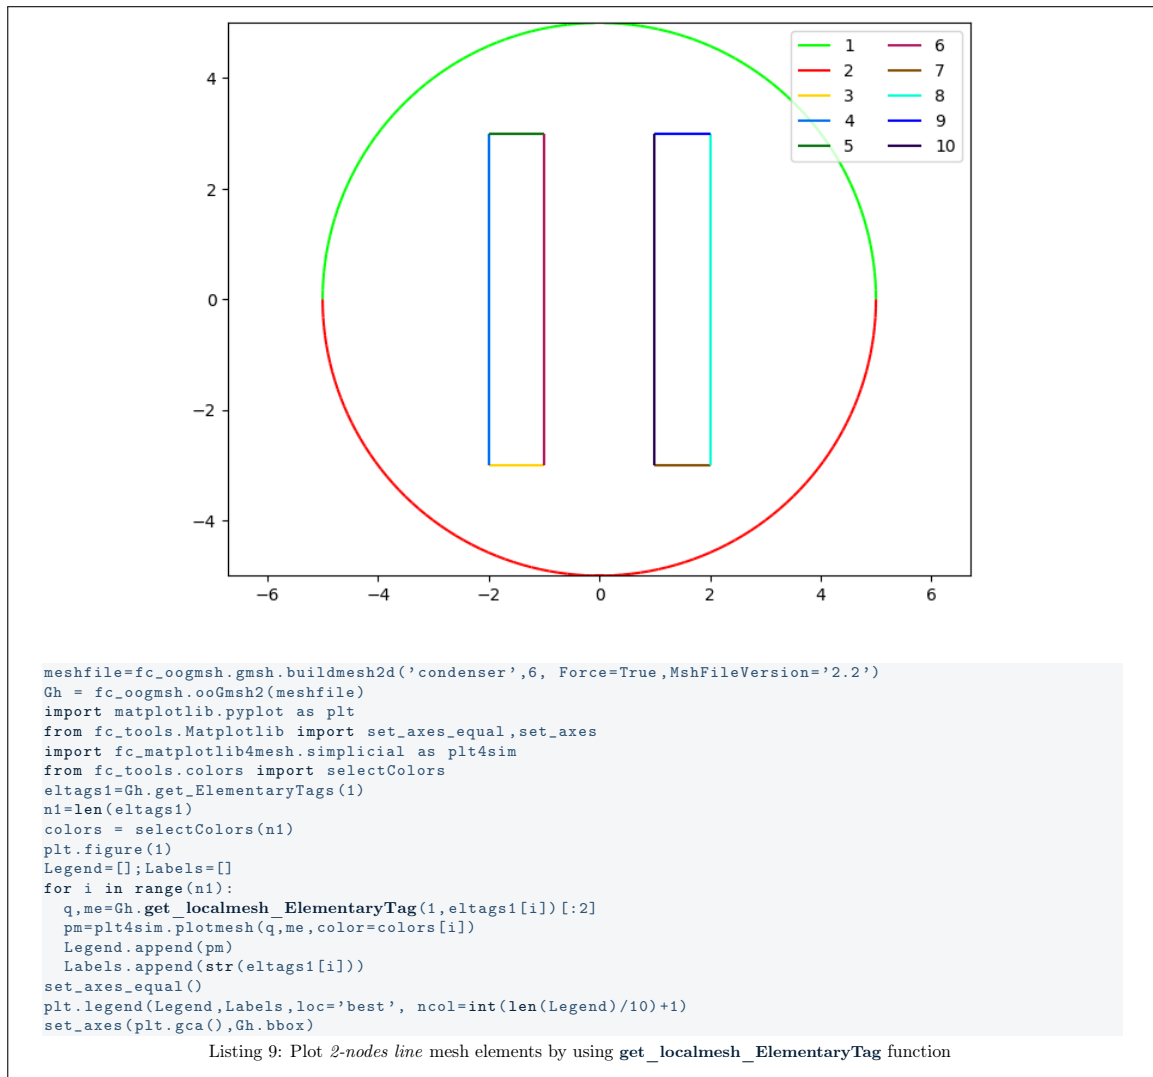 1 6
2 7
3 8
4 9
5 10
4
2
0
−2
−4
−6 −4 −2 0 2 4 6
meshfile=fc_oogmsh.gmsh.buildmesh2d('condenser',6, Force=True,MshFileVersion='2.2')
Gh = fc_oogmsh.ooGmsh2(meshfile)
import matplotlib.pyplot as plt
from fc_tools.Matplotlib import set_axes_equal,set_axes
import fc_matplotlib4mesh.simplicial as plt4sim
from fc_tools.colors import selectColors
eltags1=Gh.get_ElementaryTags(1)
n1=len(eltags1)
colors = selectColors(n1)
plt.figure(1)
Legend=[];Labels=[]
for i in range(n1):
  q,me=Gh.get_localmesh_ElementaryTag(1,eltags1[i])[:2]
  pm=plt4sim.plotmesh(q,me,color=colors[i])
  Legend.append(pm)
  Labels.append(str(eltags1[i]))
set_axes_equal()
plt.legend(Legend,Labels,loc='best', ncol=int(len(Legend)/10)+1)
set_axes(plt.gca(),Gh.bbox)
Listing 9: Plot 2-nodes line mesh elements by using get_localmesh_ElementaryTag function